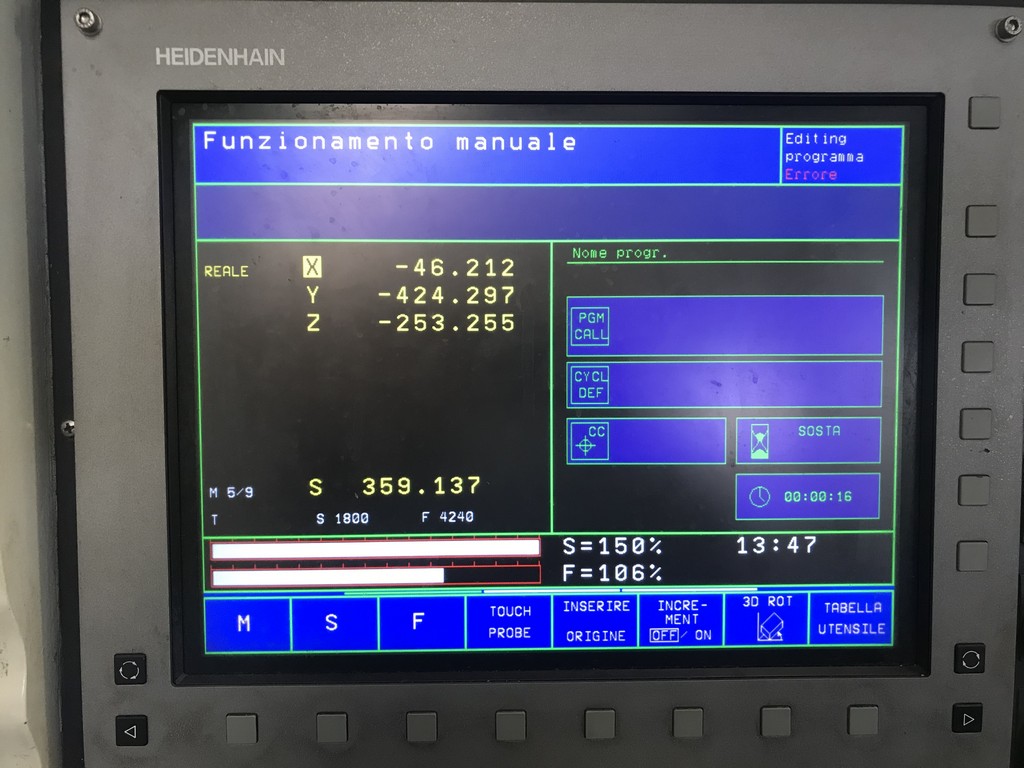 HEIDENHAIN
Funzionamento manuale
Editing
programma
Errore
REALE X -46.212
Y -424.297
Z -253.255
M 5/9 S 359.137
T S 1800 F 4240
Nome progr.
PGM
CALL
CYCL
DEF
CC
SOSTA
00:00:16
S=150% 13:47
F=106%
M
S
F
TOUCH
PROBE
INSERIRE
ORIGINE
INCRE-
MENT
OFF/ ON
3D ROT
TABELLA
UTENSILE